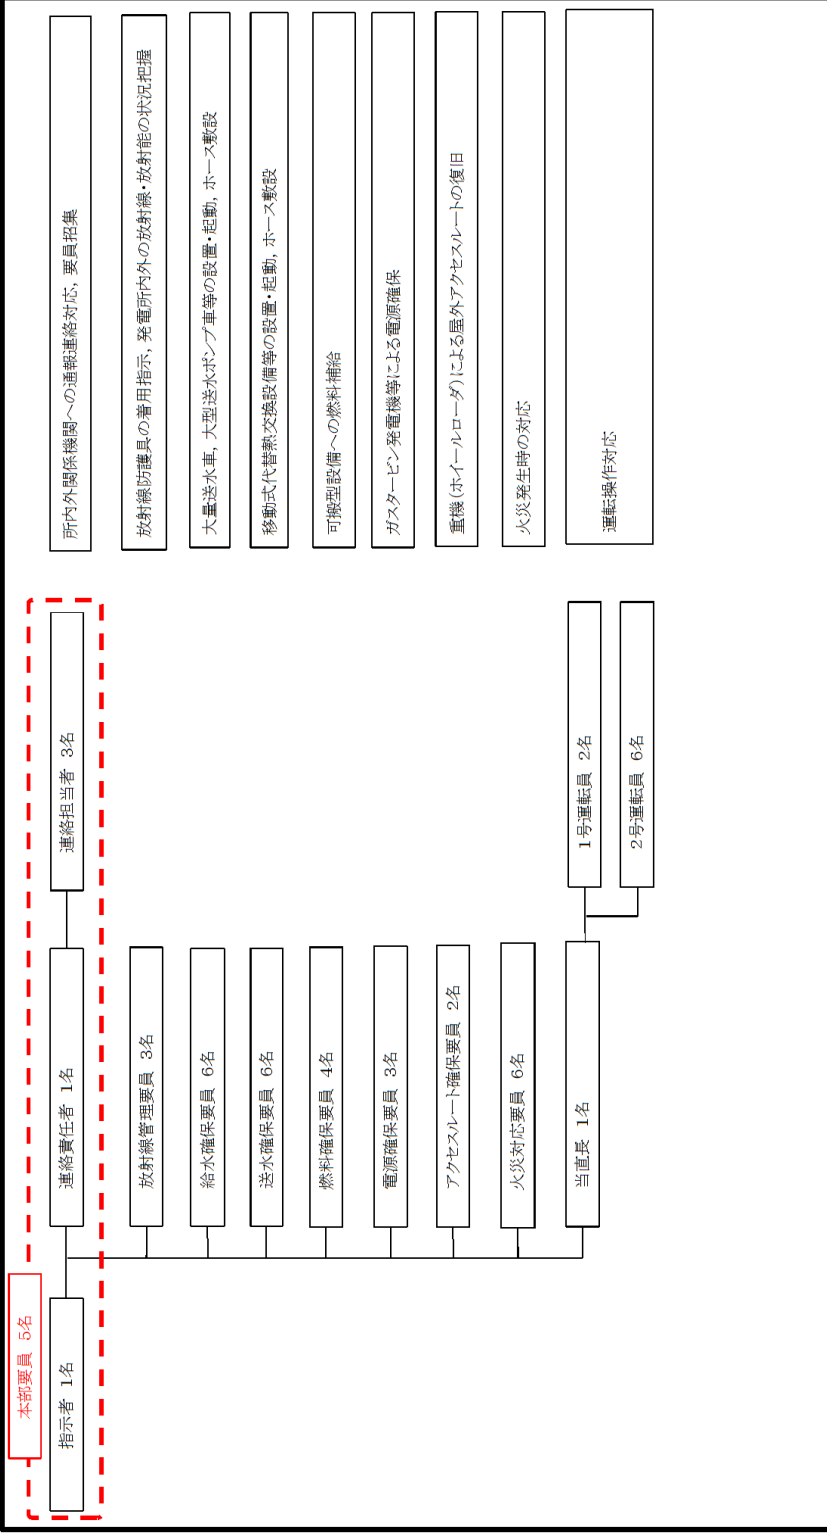 本部要員 5名
指示者 1名
連絡責任者 1名
連絡担当者 3名
所内外関係機関への通報連絡対応，要員招集
放射線管理要員 3名
放射線防護具の着用指示，発電所内外の放射線・放射能の状況把握
給水確保要員 6名
大量送水車，大型送水ポンプ車等の設置・起動，ホース敷設
送水確保要員 6名
移動式代替熱交換設備等の設置・起動，ホース敷設
燃料確保要員 4名
可搬型設備への燃料補給
電源確保要員 3名
ガスタービン発電機等による電源確保
アクセスルート確保要員 2名
重機（ホイールローダ）による屋外アクセスルートの復旧
火災対応要員 6名
火災発生時の対応
当直長 1名
1号運転員 2名
2号運転員 6名
運転操作対応